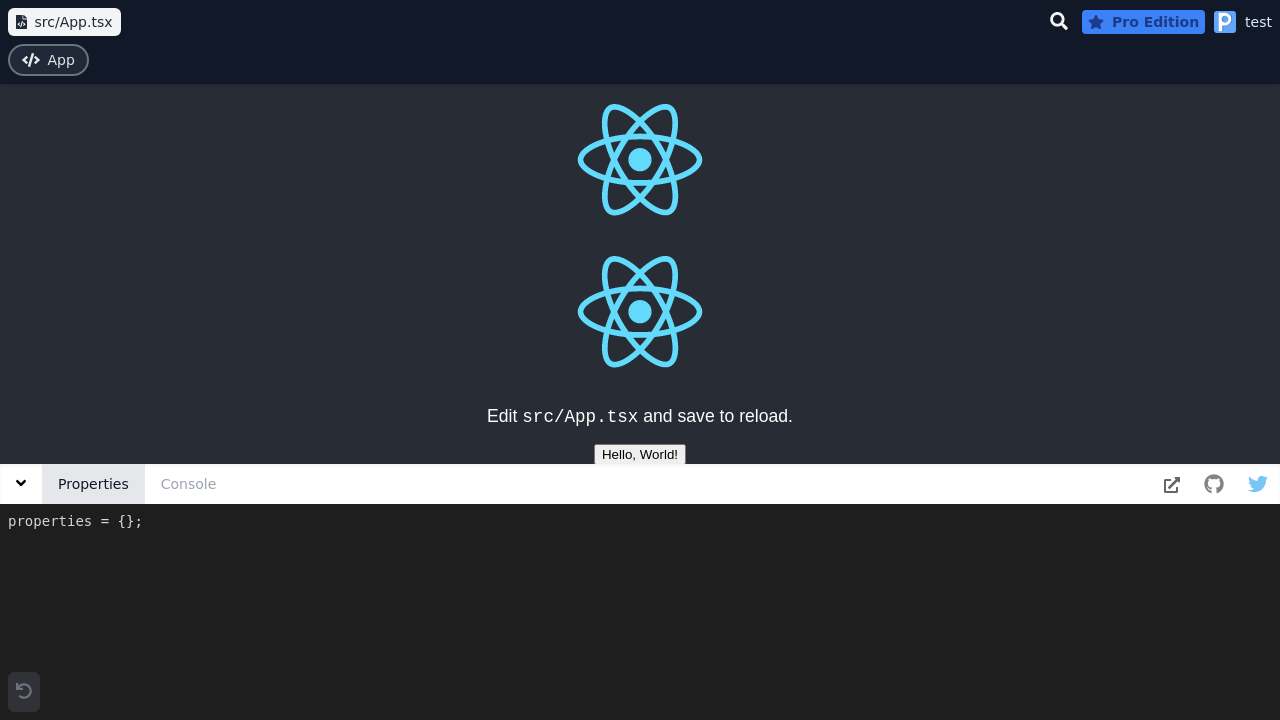 src/App.tsx
Pro Edition
test
App
Edit src/App.tsx and save to reload.
Hello, World!
Properties
Console
properties = {};